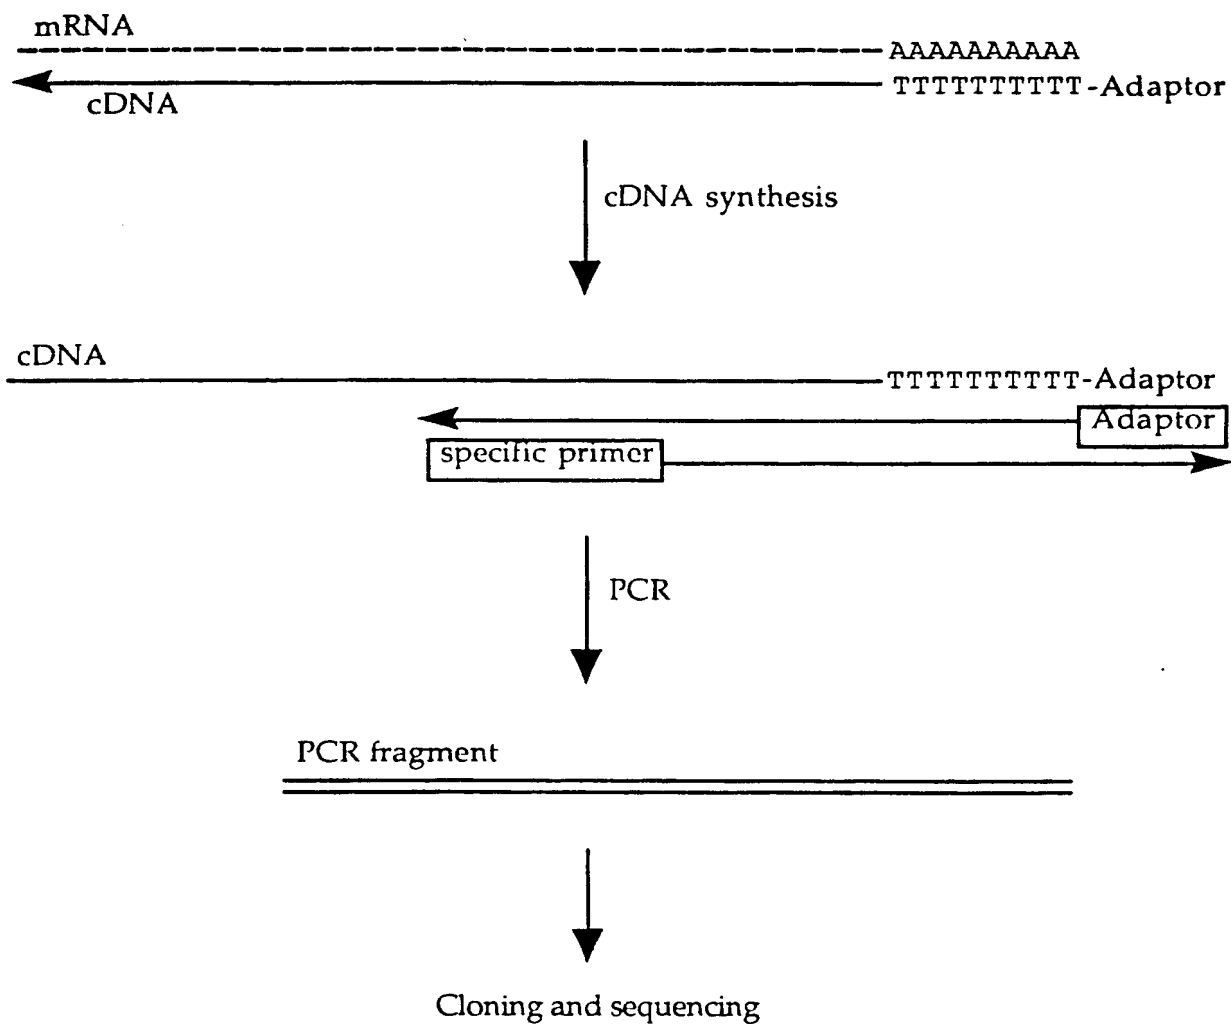 mRNA
AAAAAAAAAA
TTTTTTTTTT-Adaptor
cDNA
cDNA synthesis
cDNA
TTTTTTTTTT-Adaptor
Adaptor
specific primer
PCR
PCR fragment
Cloning and sequencing